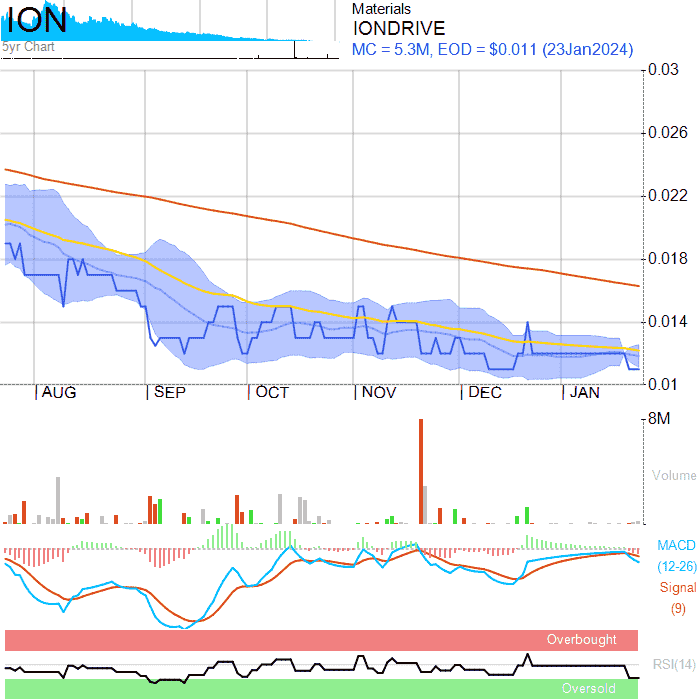 ION
5yr Chart
Materials
IONDRIVE
MC = 5.3M, EOD = $0.011 (23Jan2024)
0.03
0.026
0.022
0.018
0.014
0.01
AUG SEP OCT NOV DEC JAN
8M
Volume
MACD
(12-26)
Signal
(9)
Overbought
RSI(14)
Oversold